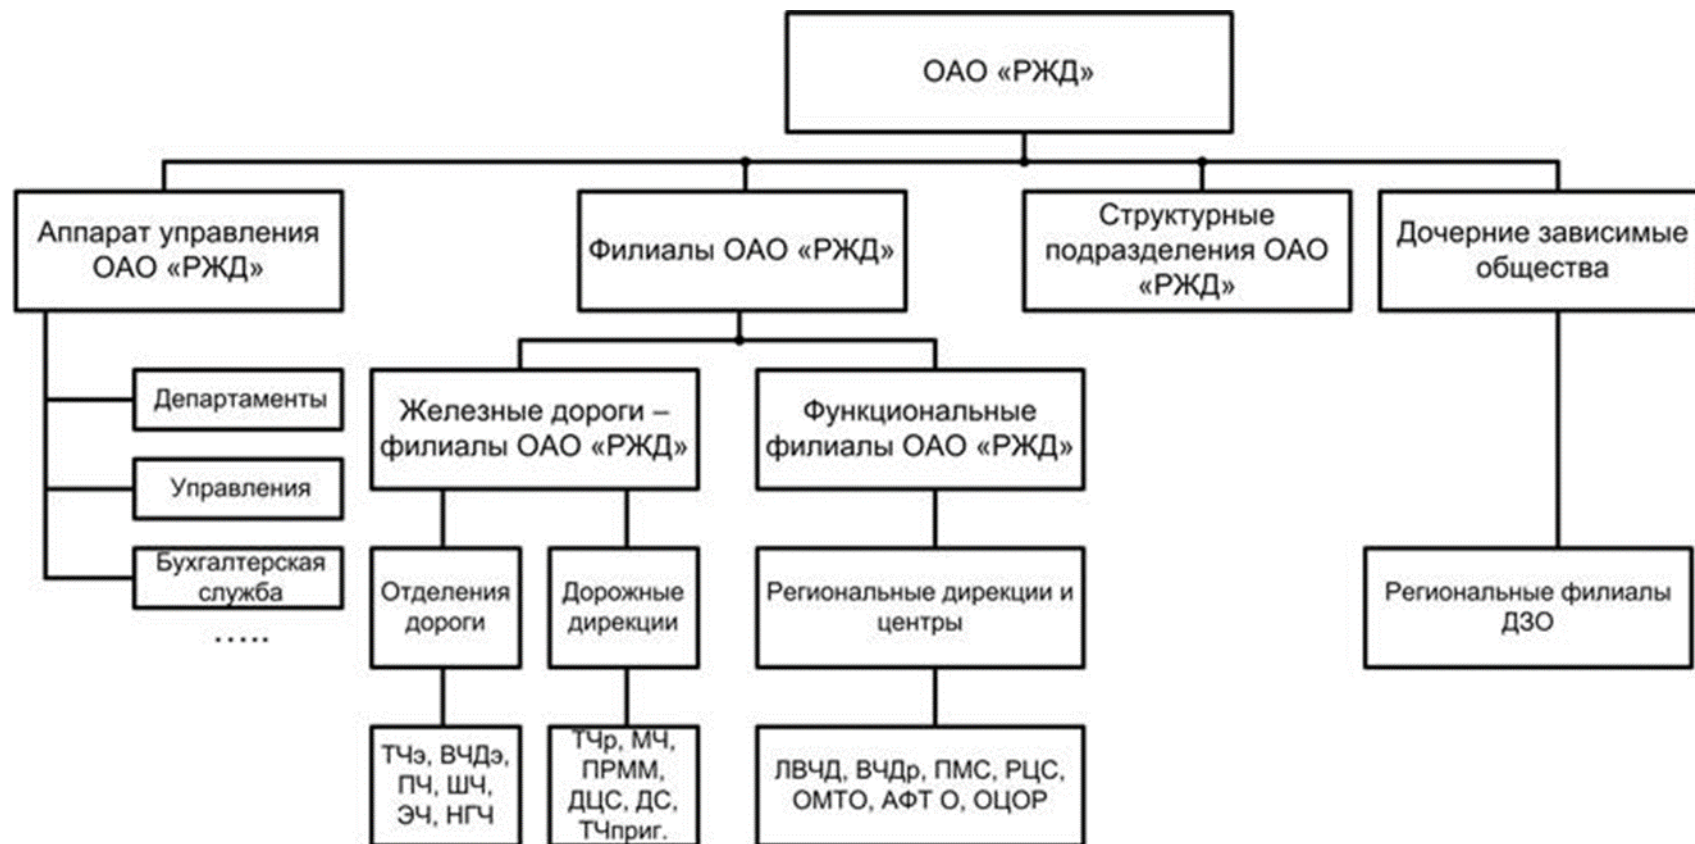 ОАО «РЖД»
Аппарат управления
ОАО «РЖД»
Филиалы ОАО «РЖД»
Структурные
подразделения ОАО
«РЖД»
Дочерние зависимые
общества
Департаменты
Управления
Бухгалтерская
служба
.....
Железные дороги –
филиалы ОАО «РЖД»
Функциональные
филиалы ОАО «РЖД»
Отделения
дороги
Дорожные
дирекции
Региональные дирекции и
центры
Региональные филиалы
ДЗО
ТЧэ, ВЧДэ,
ПЧ, ШЧ,
ЭЧ, НГЧ
ТЧр, МЧ,
ПРММ,
ДЦС, ДС,
ТЧприг.
ЛВЧД, ВЧДр, ПМС, РЦС,
ОМТО, АФТ О, ОЦОР